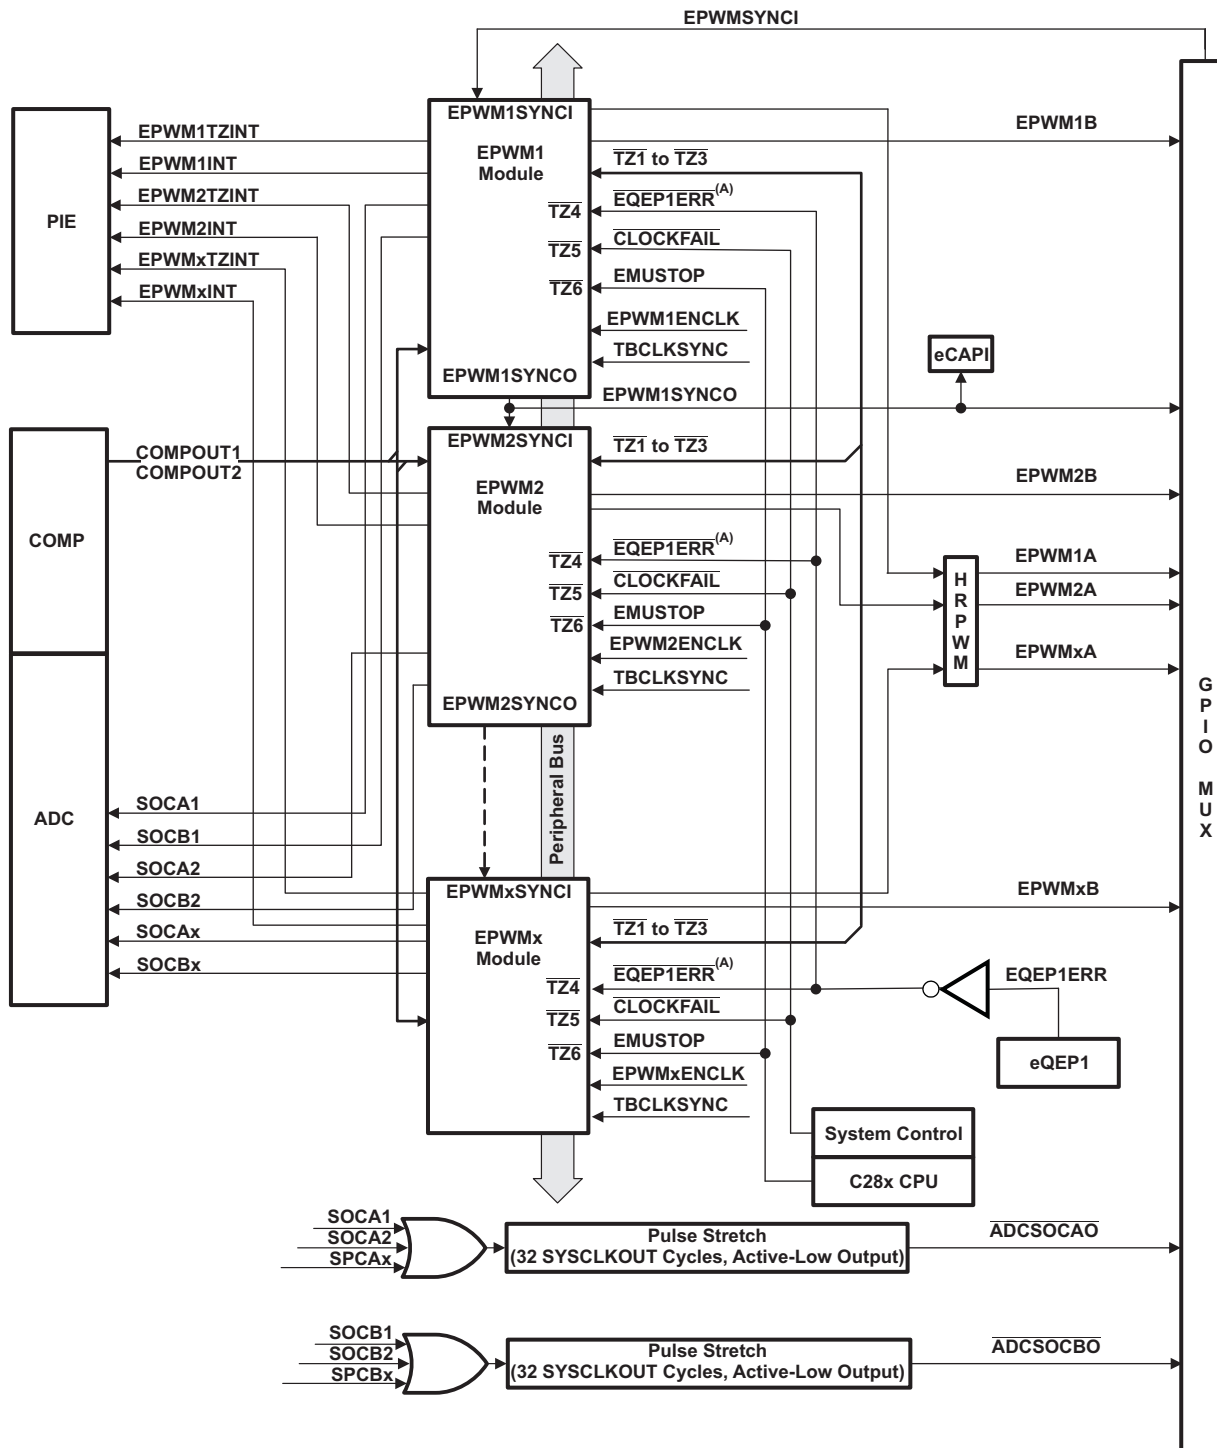 EPWMSYNCI
EPWM1SYNCI
EPWM1
Module
TZ4
TZ5
TZ6
EPWM1SYNCO
EPWM1TZINT
EPWM1INT
EPWM2TZINT
EPWM2INT
EPWMxTZINT
EPWMxINT
PIE
EPWM1B
TZ1 to TZ3
EQEP1ERR(A)
CLOCKFAIL
EMUSTOP
EPWM1ENCLK
TBCLKSYNC
eCAPI
EPWM1SYNCO
COMPOUT1
COMPOUT2
COMP
EPWM2SYNCI
EPWM2
Module
TZ4
TZ5
TZ6
EPWM2SYNCO
TZ1 to TZ3
EPWM2B
EQEP1ERR(A)
CLOCKFAIL
EMUSTOP
EPWM2ENCLK
TBCLKSYNC
HRPWM
EPWM1A
EPWM2A
EPWMxA
GPIO MUX
Peripheral Bus
ADC
SOCA1
SOCB1
SOCA2
SOCB2
SOCAx
SOCBx
EPWMxSYNCI
EPWMx
Module
TZ4
TZ5
TZ6
EPWMxB
TZ1 to TZ3
EQEP1ERR(A)
CLOCKFAIL
EMUSTOP
EPWMxENCLK
TBCLKSYNC
EQEP1ERR
eQEP1
System Control
C28x CPU
SOCA1
SOCA2
SPCAx
Pulse Stretch
(32 SYSCLKOUT Cycles, Active-Low Output)
ADCSOCAO
SOCB1
SOCB2
SPCBx
Pulse Stretch
(32 SYSCLKOUT Cycles, Active-Low Output)
ADCSOCBO